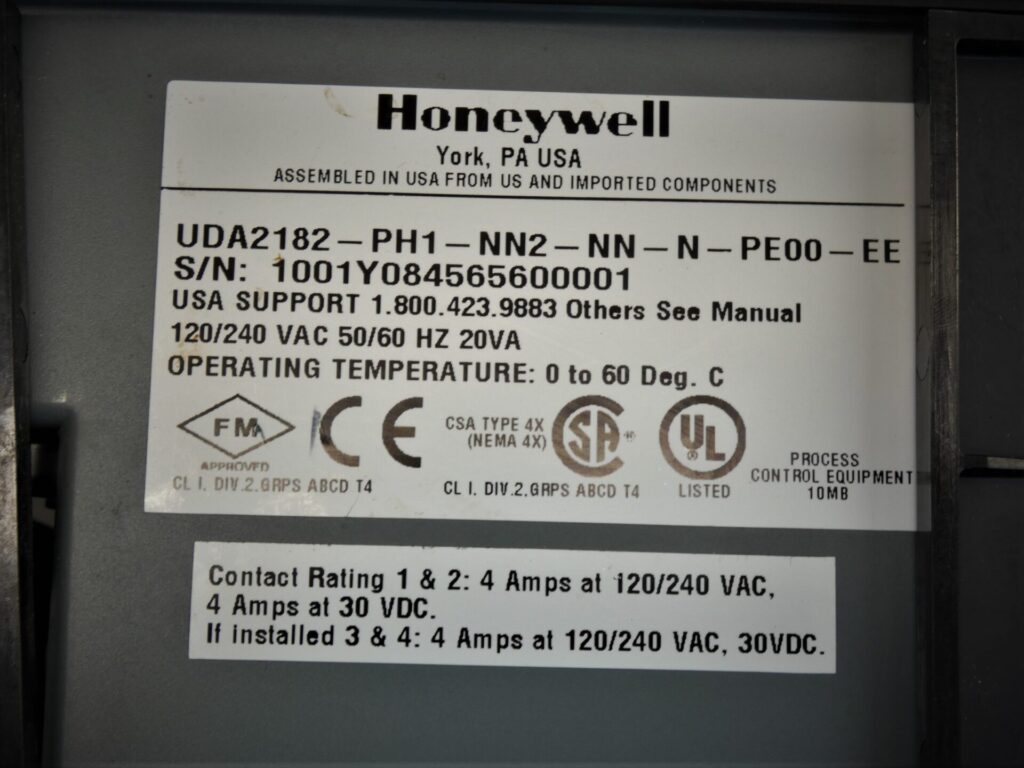 Honeywell
York, PA USA
ASSEMBLED IN USA FROM US AND IMPORTED COMPONENTS
UDA2182-PH1-NN2-NN-N-PE00-EE
S/N: 1001Y084565600001
USA SUPPORT 1.800.423.9883 Others See Manual
120/240 VAC 50/60 HZ 20VA
OPERATING TEMPERATURE: 0 to 60 Deg. C
FM
APPROVED
CL I. DIV.2.GRPS ABCD T4
CE
CSA TYPE 4X
(NEMA 4X)
SA
CL I. DIV.2.GRPS ABCD T4
UL
®
LISTED
PROCESS
CONTROL EQUIPMENT
10MB
Contact Rating 1 & 2: 4 Amps at 120/240 VAC,
4 Amps at 30 VDC.
If installed 3 & 4: 4 Amps at 120/240 VAC, 30VDC.